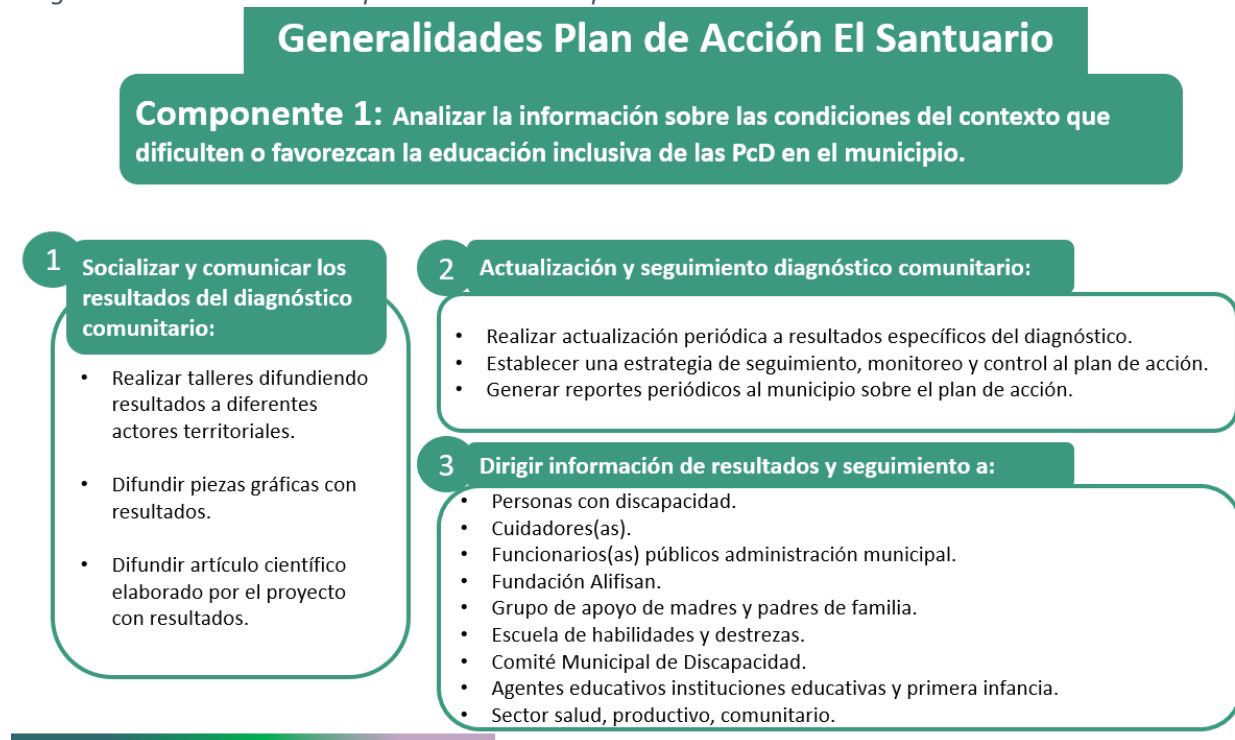 Generalidades Plan de Acción El Santuario
Componente 1: Analizar la información sobre las condiciones del contexto que
dificulten o favorezcan la educación inclusiva de las PcD en el municipio.
1
Socializar y comunicar los
resultados del diagnóstico
comunitario:
• Realizar talleres difundiendo
resultados a diferentes
actores territoriales.
• Difundir piezas gráficas con
resultados.
• Difundir artículo científico
elaborado por el proyecto
con resultados.
2
Actualización y seguimiento diagnóstico comunitario:
• Realizar actualización periódica a resultados específicos del diagnóstico.
• Establecer una estrategia de seguimiento, monitoreo y control al plan de acción.
• Generar reportes periódicos al municipio sobre el plan de acción.
3
Dirigir información de resultados y seguimiento a:
• Personas con discapacidad.
• Cuidadores(as).
• Funcionarios(as) públicos administración municipal.
• Fundación Alifisan.
• Grupo de apoyo de madres y padres de familia.
• Escuela de habilidades y destrezas.
• Comité Municipal de Discapacidad.
• Agentes educativos instituciones educativas y primera infancia.
• Sector salud, productivo, comunitario.